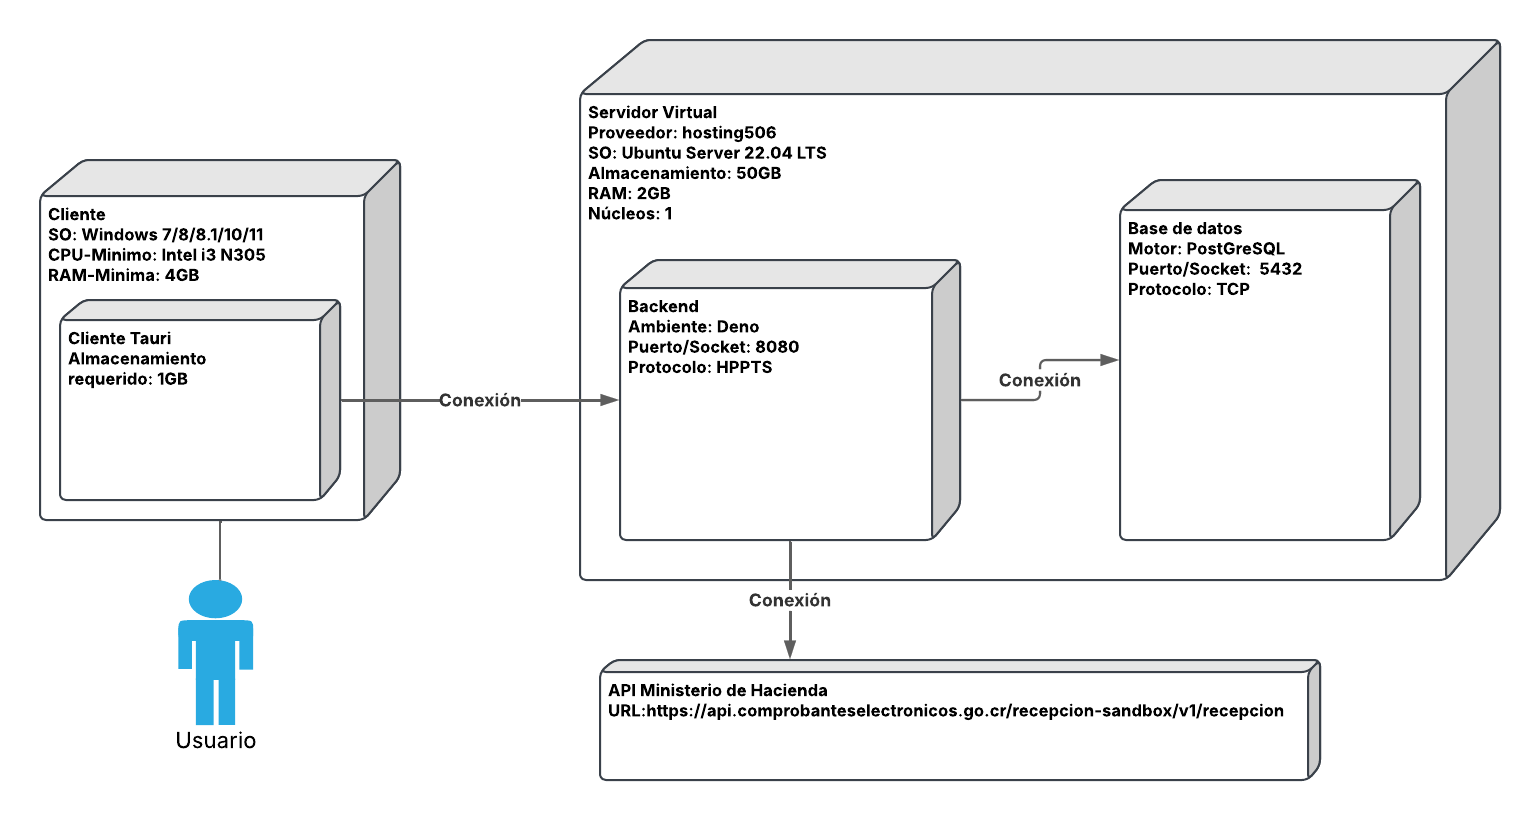 Servidor Virtual
Proveedor: hosting506
SO: Ubuntu Server 22.04 LTS
Almacenamiento: 50GB
RAM: 2GB
Núcleos: 1
Cliente
SO: Windows 7/8/8.1/10/11
CPU-Minimo: Intel i3 N305
RAM-Minima: 4GB
Cliente Tauri
Almacenamiento
requerido: 1GB
Conexión
Backend
Ambiente: Deno
Puerto/Socket: 8080
Protocolo: HPPTS
Conexión
Base de datos
Motor: PostGreSQL
Puerto/Socket:  5432
Protocolo: TCP
Conexión
API Ministerio de Hacienda
URL:https://api.comprobanteselectronicos.go.cr/recepcion-sandbox/v1/recepcion
Usuario